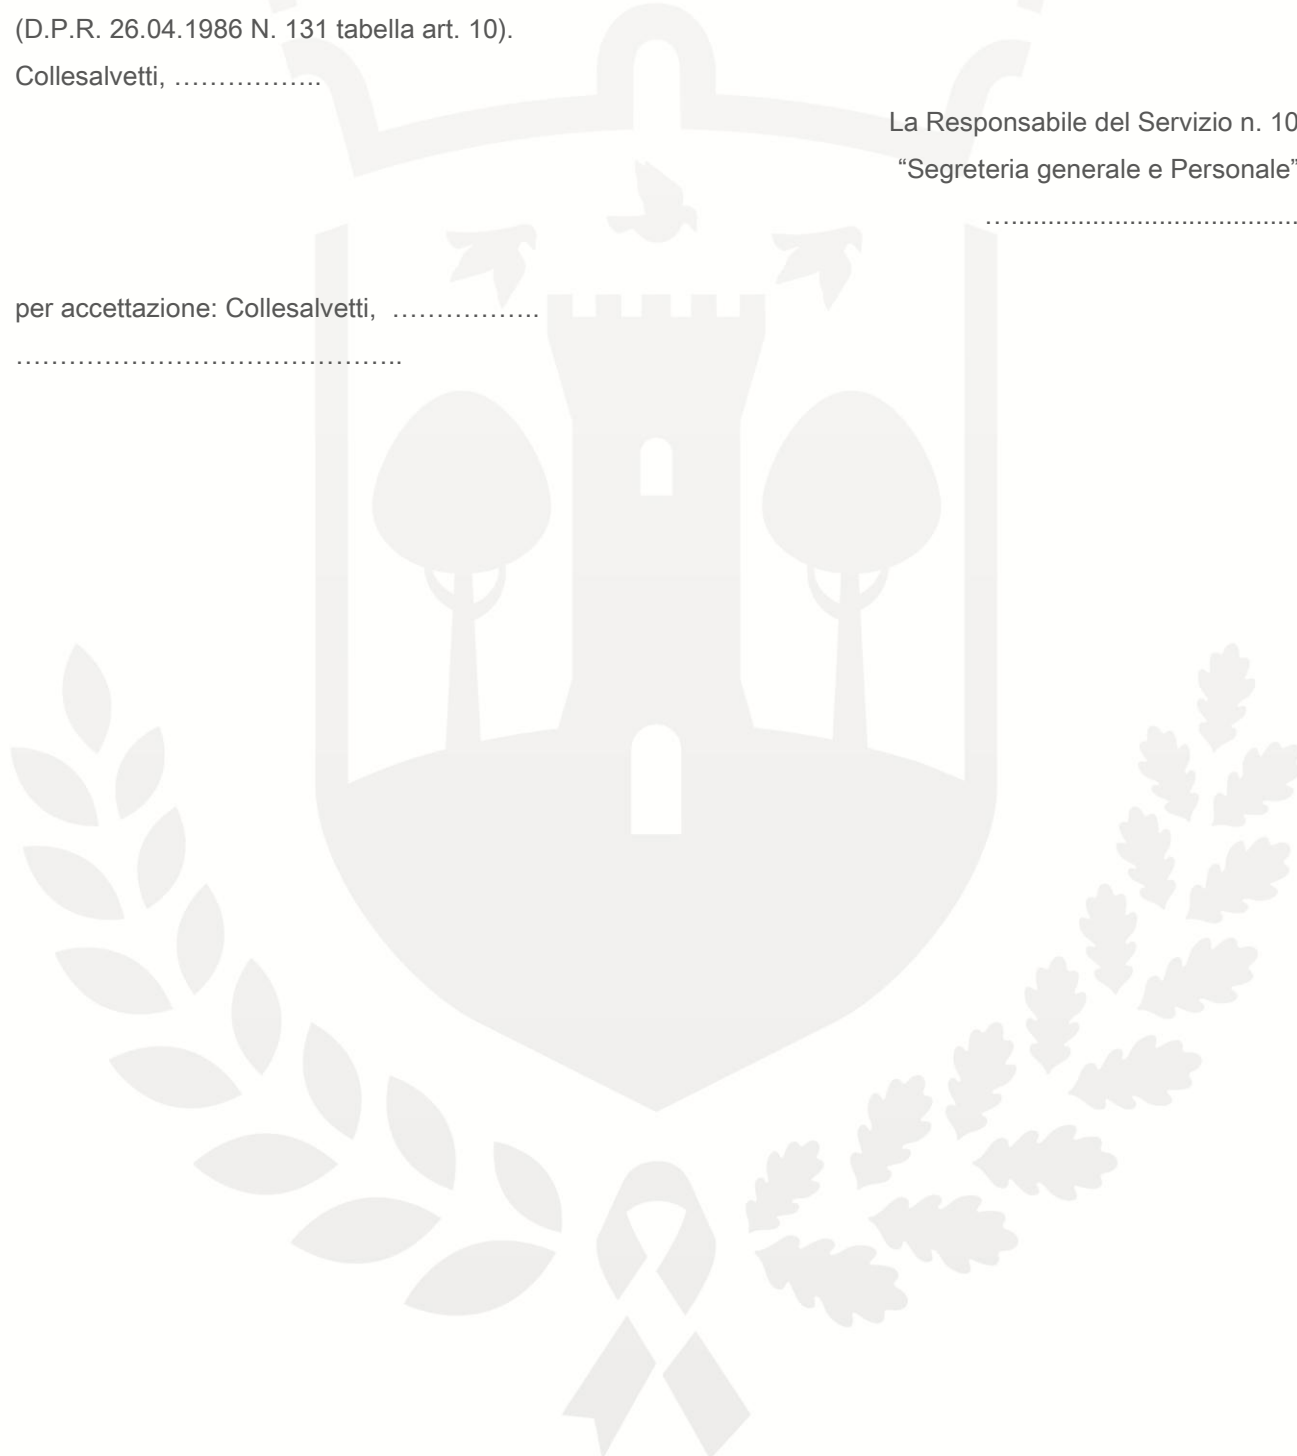 (D.P.R. 26.04.1986 N. 131 tabella art. 10).
Collesalvetti, ……………..
La Responsabile del Servizio n. 10
“Segreteria generale e Personale”
….......................................
per accettazione: Collesalvetti, ……………..
……………………………………..